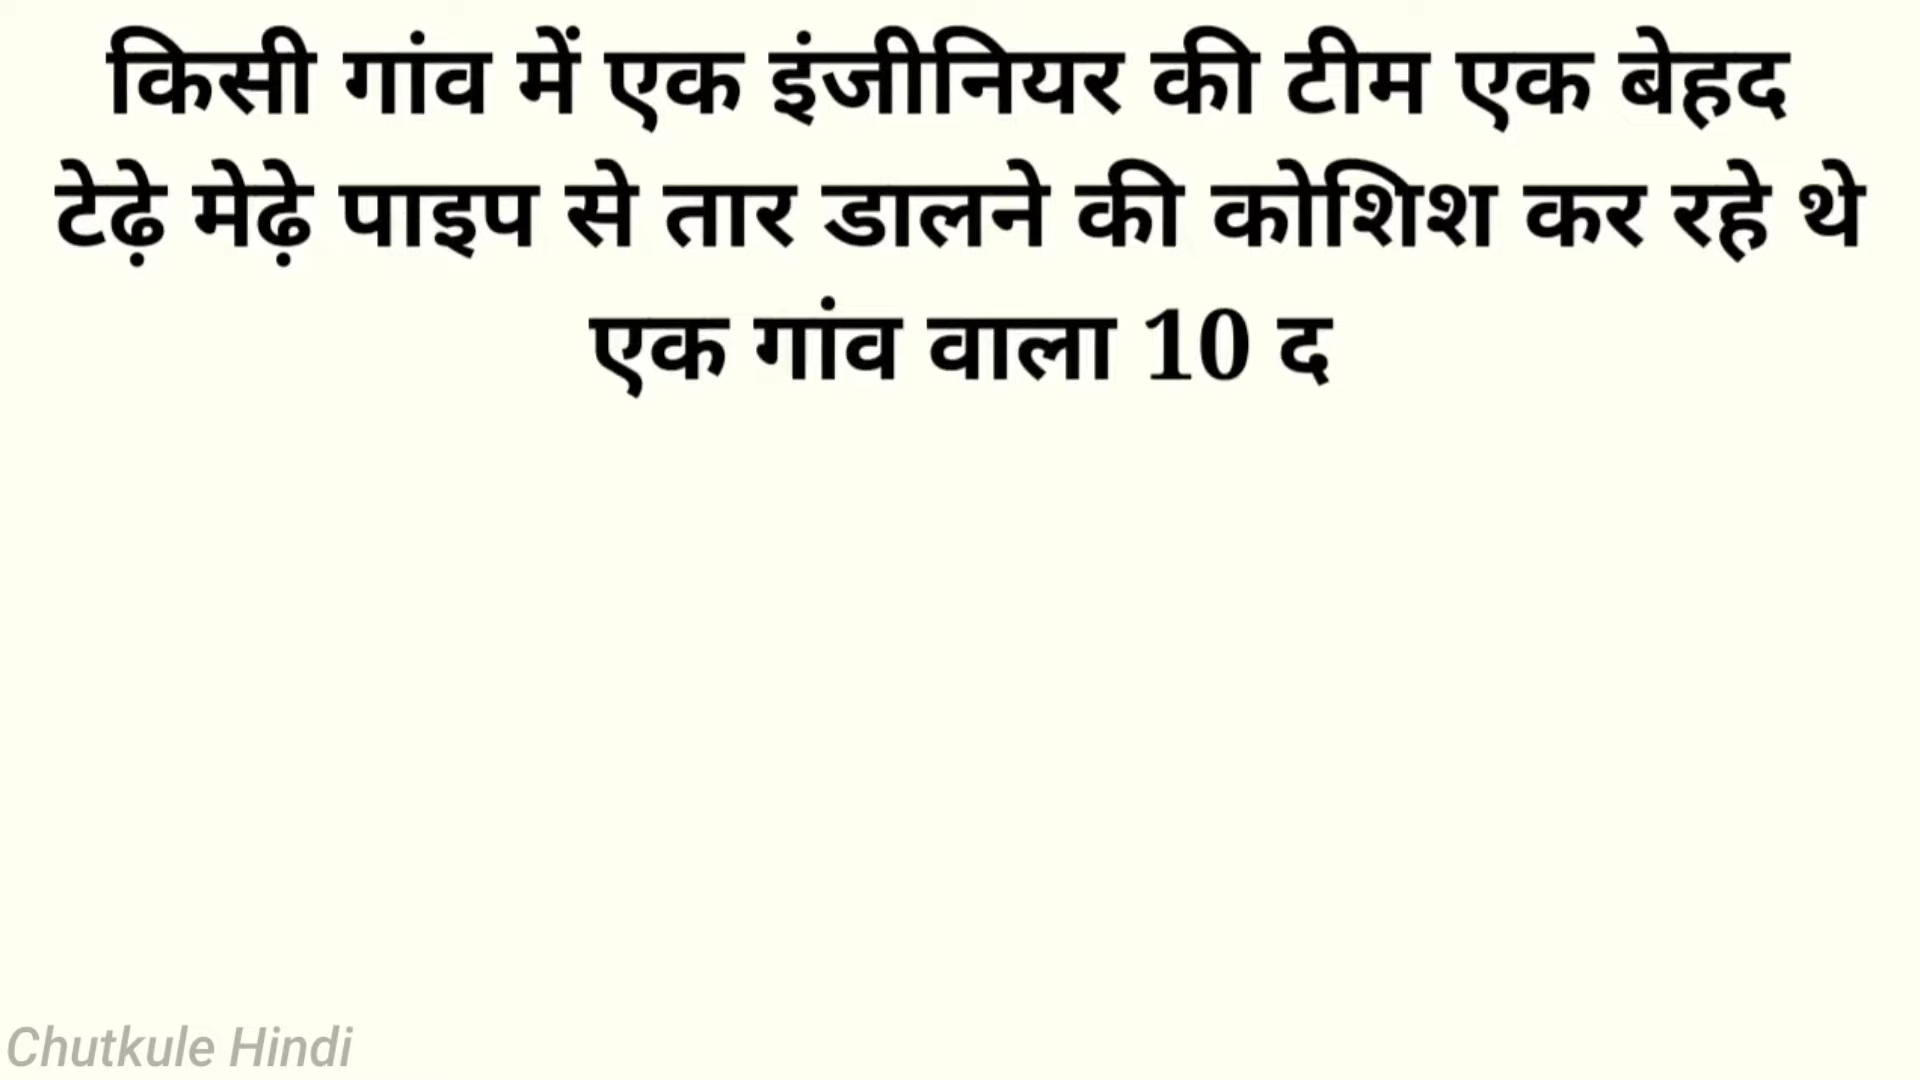 किसी गांव में एक इंजीनियर की टीम एक बेहद
टेढ़े मेढ़े पाइप से तार डालने की कोशिश कर रहे थे
एक गांव वाला 10 द
Chutkule Hindi